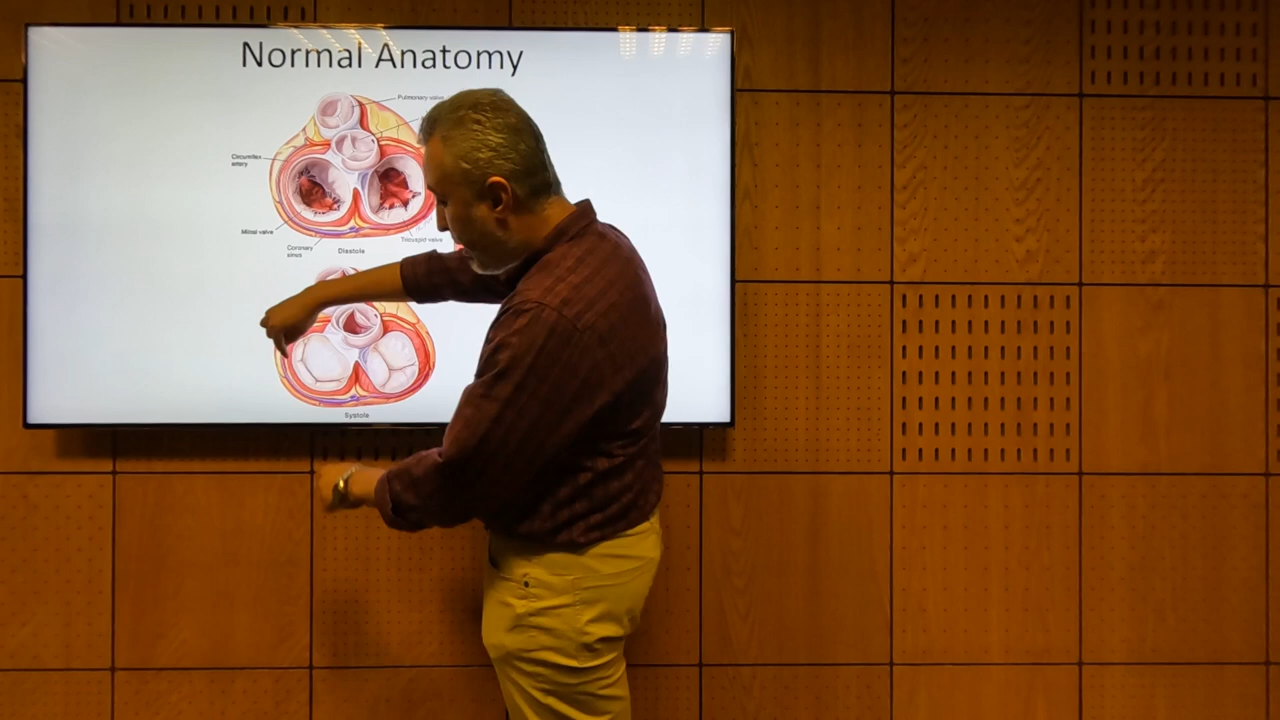 Normal Anatomy
Pulmonary valve
Circumflex
artery
Mitral valve
Coronary
sinus
Diastole
Tricuspid valve
Systole